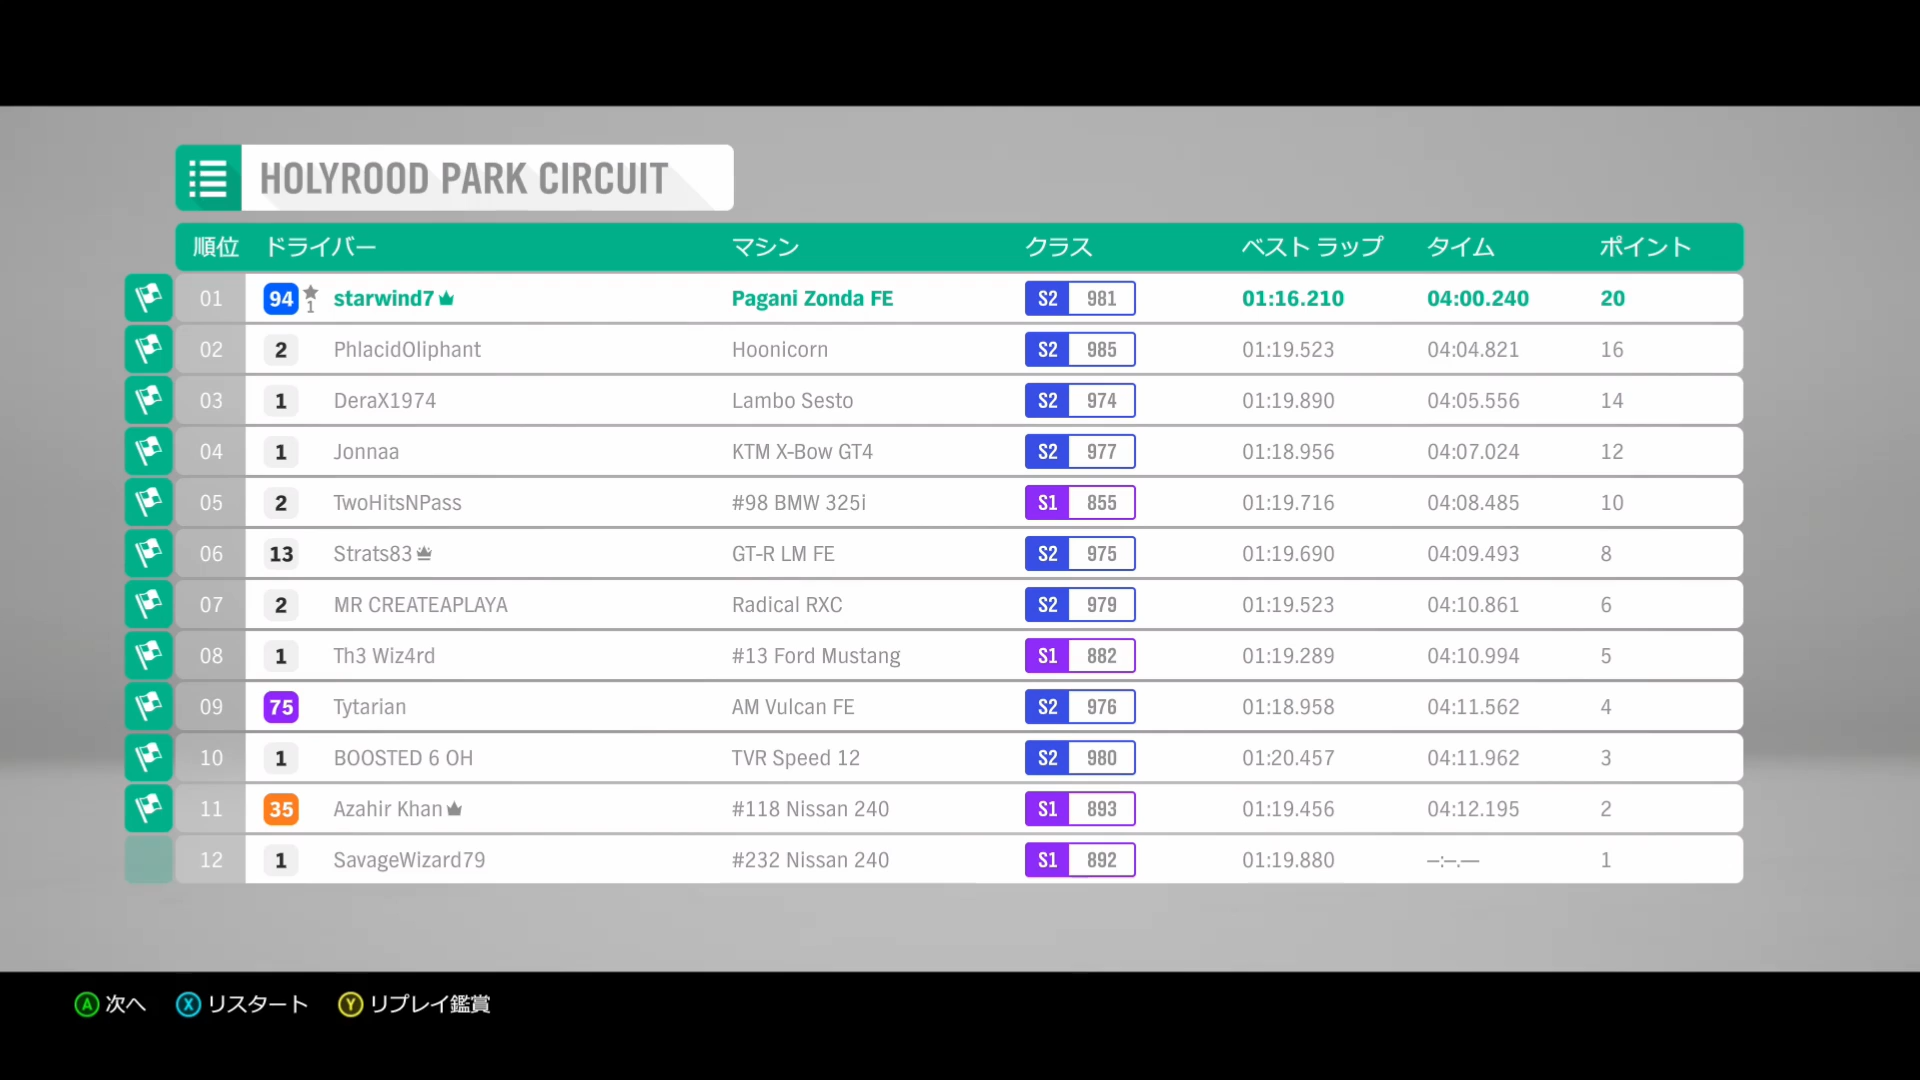 HOLYROOD PARK CIRCUIT
順位 ドライバー マシン クラス ベスト ラップ タイム ポイント
01 94 1 starwind7 Pagani Zonda FE S2 981 01:16.210 04:00.240 20
02 2 PhlacidOliphant Hoonicorn S2 985 01:19.523 04:04.821 16
03 1 DeraX1974 Lambo Sesto S2 974 01:19.890 04:05.556 14
04 1 Jonnaa KTM X-Bow GT4 S2 977 01:18.956 04:07.024 12
05 2 TwoHitsNPass #98 BMW 325i S1 855 01:19.716 04:08.485 10
06 13 Strats83 GT-R LM FE S2 975 01:19.690 04:09.493 8
07 2 MR CREATEAPLAYA Radical RXC S2 979 01:19.523 04:10.861 6
08 1 Th3 Wiz4rd #13 Ford Mustang S1 882 01:19.289 04:10.994 5
09 75 Tytarian AM Vulcan FE S2 976 01:18.958 04:11.562 4
10 1 BOOSTED 6 OH TVR Speed 12 S2 980 01:20.457 04:11.962 3
11 35 Azahir Khan #118 Nissan 240 S1 893 01:19.456 04:12.195 2
12 1 SavageWizard79 #232 Nissan 240 S1 892 01:19.880 –:–.— 1
A 次へ X リスタート Y リプレイ鑑賞